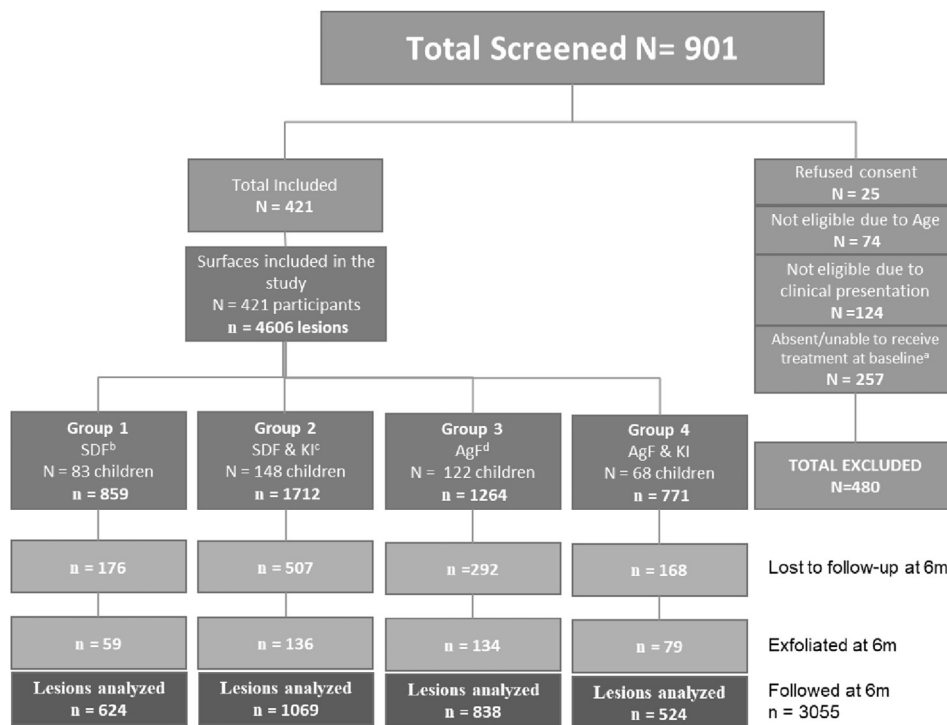 Total Screened N= 901
Total Included
N = 421
Surfaces included in the
study
N = 421 participants
n = 4606 lesions
Refused consent
N = 25
Not eligible due to Age
N = 74
Not eligible due to
clinical presentation
N =124
Absent/unable to receive
treatment at baselineᵃ
N = 257
TOTAL EXCLUDED
N=480
Group 1
SDFᵇ
N = 83 children
n = 859
Group 2
SDF & KIᶜ
N = 148 children
n = 1712
Group 3
AgFᵈ
N = 122 children
n = 1264
Group 4
AgF & KI
N = 68 children
n = 771
n = 176
n = 507
n =292
n = 168
Lost to follow-up at 6m
n = 59
n = 136
n = 134
n = 79
Exfoliated at 6m
Lesions analyzed
n = 624
Lesions analyzed
n = 1069
Lesions analyzed
n = 838
Lesions analyzed
n = 524
Followed at 6m
n = 3055